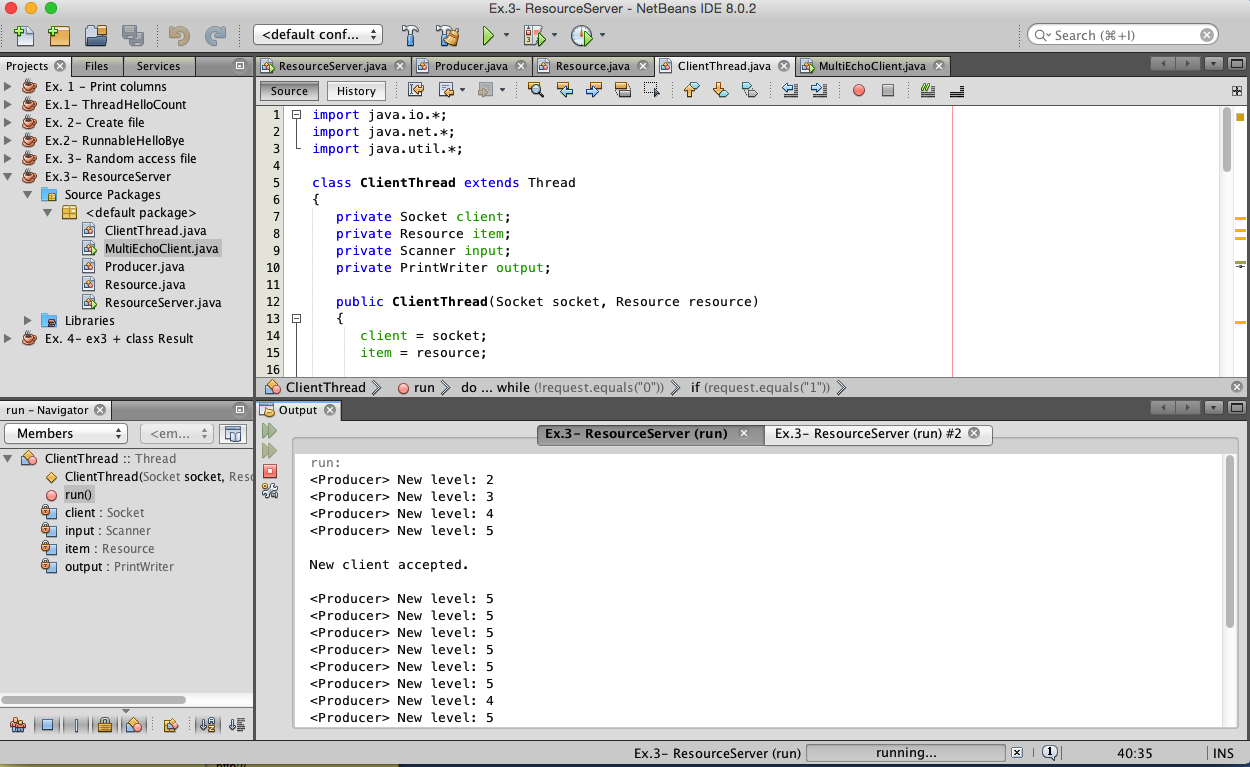 Ex.3- ResourceServer - NetBeans IDE 8.0.2
<default conf...
Search (⌘+I)
Projects
Files
Services
ResourceServer.java
Producer.java
Resource.java
ClientThread.java
MultiEchoClient.java
Source
History
Ex. 1 - Print columns
Ex.1- ThreadHelloCount
Ex. 2- Create file
Ex.2- RunnableHelloBye
Ex. 3- Random access file
Ex.3- ResourceServer
Source Packages
<default package>
ClientThread.java
MultiEchoClient.java
Producer.java
Resource.java
ResourceServer.java
Libraries
Ex. 4- ex3 + class Result
1 import java.io.*;
2 import java.net.*;
3 import java.util.*;
4
5 class ClientThread extends Thread
6 {
7 private Socket client;
8 private Resource item;
9 private Scanner input;
10 private PrintWriter output;
11
12 public ClientThread(Socket socket, Resource resource)
13 {
14 client = socket;
15 item = resource;
16
ClientThread run do ... while (!request.equals("0")) if (request.equals("1"))
run - Navigator
Members
<em...
ClientThread :: Thread
ClientThread(Socket socket, Reso
run()
client : Socket
input : Scanner
item : Resource
output : PrintWriter
Output
Ex.3- ResourceServer (run)
Ex.3- ResourceServer (run) #2
run:
<Producer> New level: 2
<Producer> New level: 3
<Producer> New level: 4
<Producer> New level: 5
New client accepted.
<Producer> New level: 5
<Producer> New level: 5
<Producer> New level: 5
<Producer> New level: 5
<Producer> New level: 5
<Producer> New level: 5
<Producer> New level: 4
<Producer> New level: 5
Ex.3- ResourceServer (run)
running...
1
40:35
INS